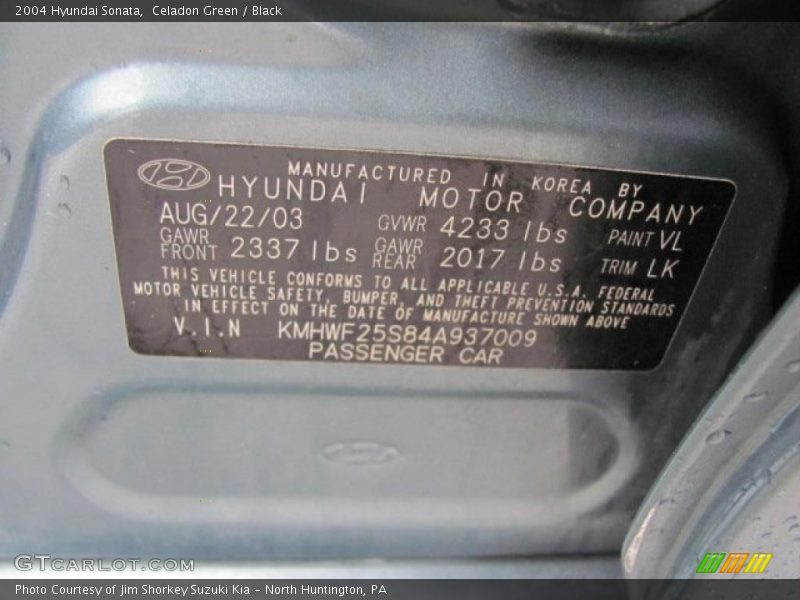 2004 Hyundai Sonata,  Celadon Green / Black
MANUFACTURED IN KOREA BY
HYUNDAI MOTOR COMPANY
AUG/22/03 GVWR 4233 lbs PAINT VL
GAWR FRONT 2337 lbs GAWR REAR 2017 lbs TRIM LK
THIS VEHICLE CONFORMS TO ALL APPLICABLE U.S.A. FEDERAL
MOTOR VEHICLE SAFETY, BUMPER, AND THEFT PREVENTION STANDARDS
IN EFFECT ON THE DATE OF MANUFACTURE SHOWN ABOVE
V.I.N KMHWF25S84A937009
PASSENGER CAR
GTCARLOT.COM
Photo Courtesy of Jim Shorkey Suzuki Kia – North Huntington, PA